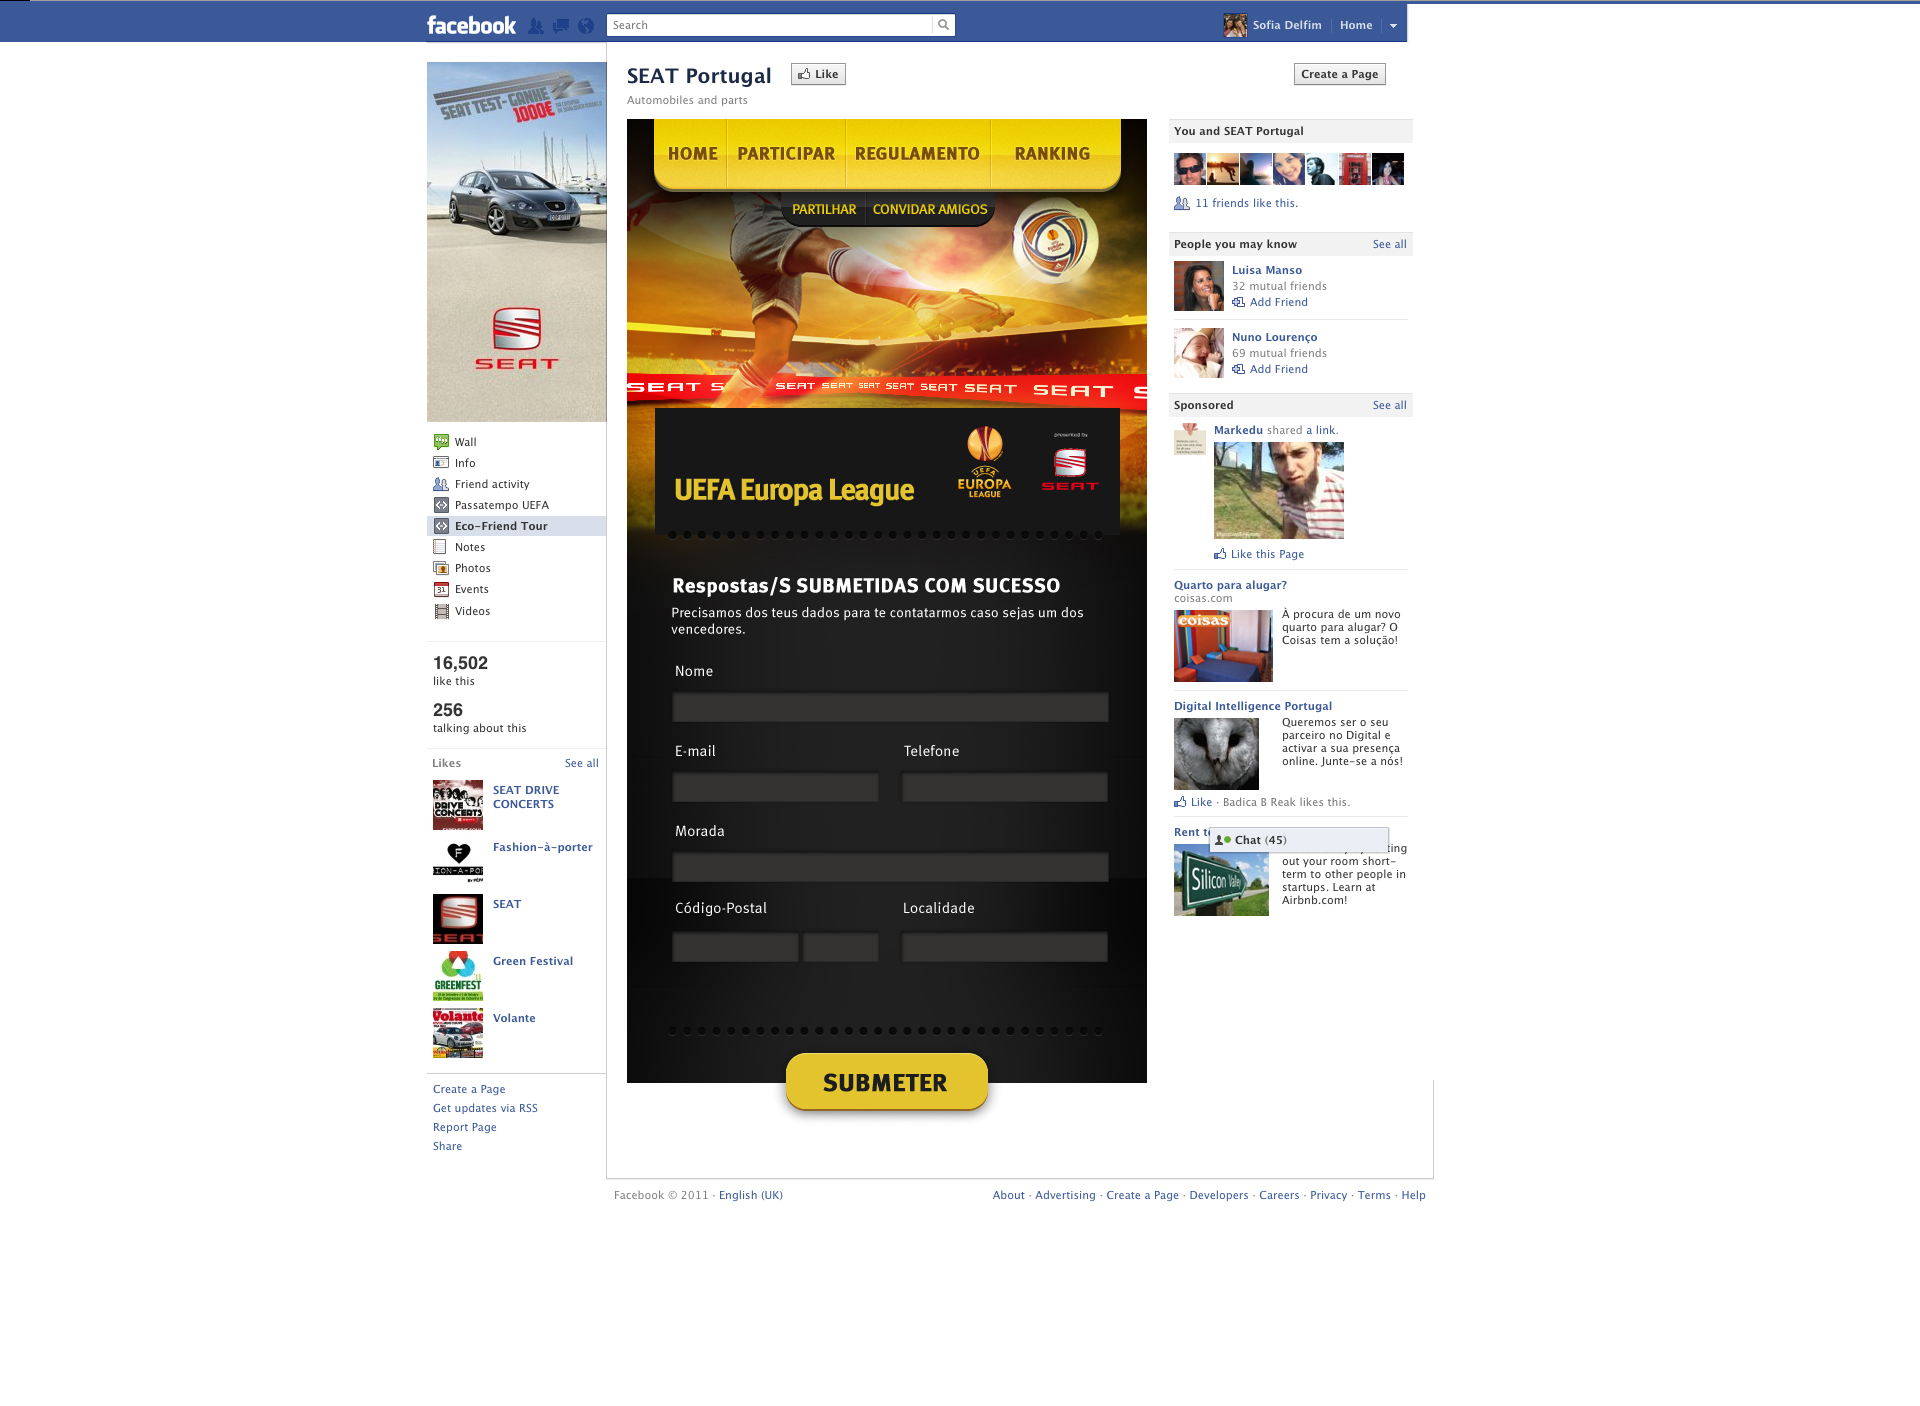 facebook
Search
Sofia Delfim
Home
SEAT TEST-GANHE
1000€
SEAT
Wall
Info
Friend activity
Passatempo UEFA
Eco-Friend Tour
Notes
Photos
Events
Videos
16,502
like this
256
talking about this
Likes
See all
DRIVE
CONCERTS
SEAT DRIVE
CONCERTS
F
Fashion-à-porter
SEAT
SEAT
GREENFEST
Green Festival
Volante
Volante
Create a Page
Get updates via RSS
Report Page
Share
SEAT Portugal
Like
Create a Page
Automobiles and parts
HOME
PARTICIPAR
REGULAMENTO
RANKING
PARTILHAR
CONVIDAR AMIGOS
SEAT S SEAT SEAT SEAT SEAT SEAT SEAT SEAT S
UEFA Europa League
UEFA
EUROPA
LEAGUE
presented by
SEAT
Respostas/S SUBMETIDAS COM SUCESSO
Precisamos dos teus dados para te contatarmos caso sejas um dos
vencedores.
Nome
E-mail
Telefone
Morada
Código-Postal
Localidade
SUBMETER
You and SEAT Portugal
11 friends like this.
People you may know
See all
Luisa Manso
32 mutual friends
Add Friend
Nuno Lourenço
69 mutual friends
Add Friend
Sponsored
See all
Markedu shared a link.
Like this Page
Quarto para alugar?
coisas.com
coisas
À procura de um novo
quarto para alugar? O
Coisas tem a solução!
Digital Intelligence Portugal
Queremos ser o seu
parceiro no Digital e
activar a sua presença
online. Junte-se a nós!
Like · Badica B Reak likes this.
Rent
Chat (45)
Silicon Valey
out your room short-
term to other people in
startups. Learn at
Airbnb.com!
Facebook © 2011 · English (UK)
About · Advertising · Create a Page · Developers · Careers · Privacy · Terms · Help